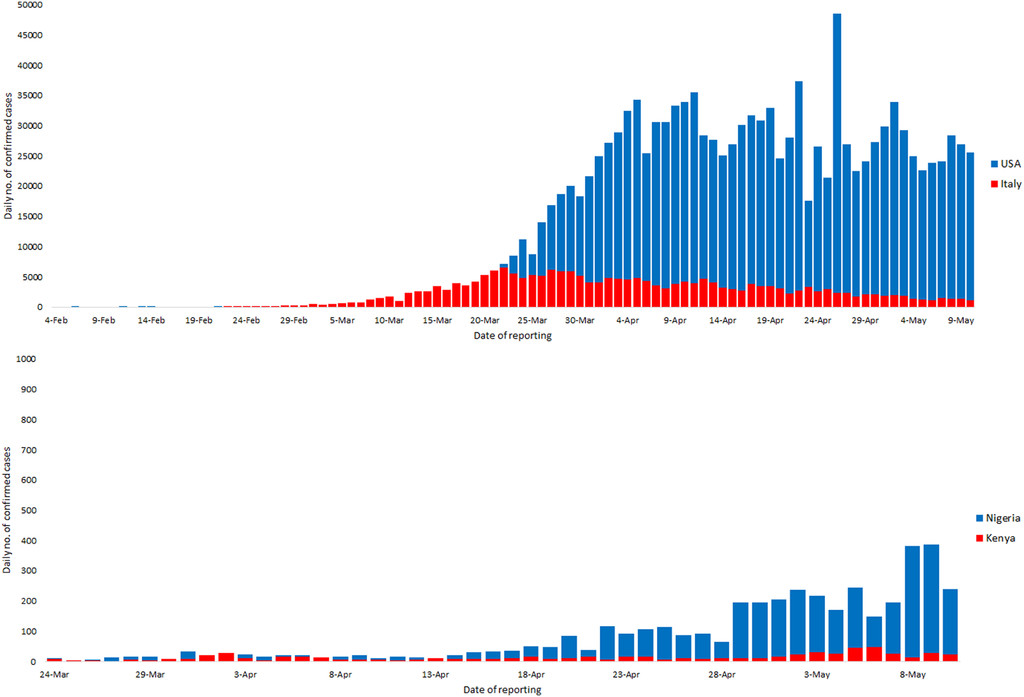 50000
45000
40000
35000
30000
25000
20000
15000
10000
5000
0
Daily no. of confirmed cases
4-Feb 9-Feb 14-Feb 19-Feb 24-Feb 29-Feb 5-Mar 10-Mar 15-Mar 20-Mar 25-Mar 30-Mar 4-Apr 9-Apr 14-Apr 19-Apr 24-Apr 29-Apr 4-May 9-May
Date of reporting
USA
Italy
1000
900
800
700
600
500
400
300
200
100
0
Daily no. of confirmed cases
24-Mar 29-Mar 3-Apr 8-Apr 13-Apr 18-Apr 23-Apr 28-Apr 3-May 8-May
Date of reporting
Nigeria
Kenya